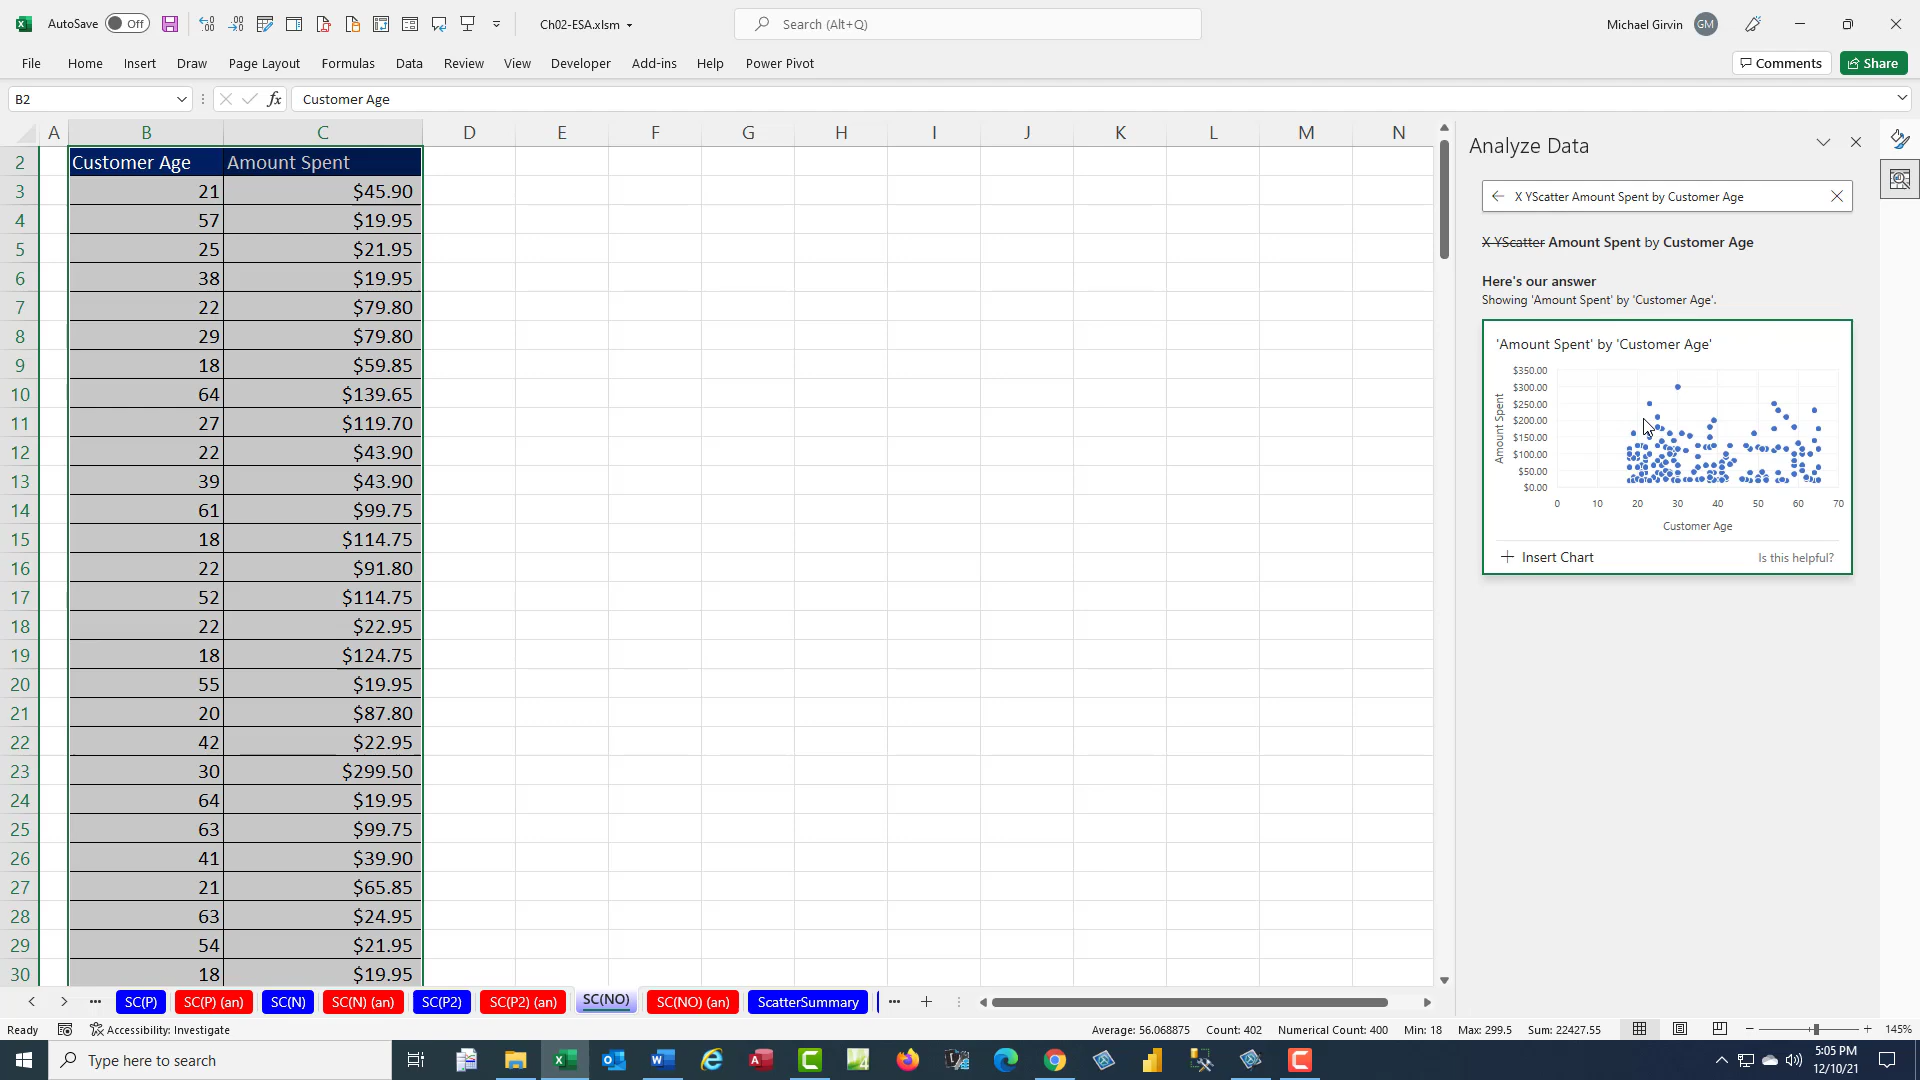 AutoSave Off Ch02-ESA.xlsm Search (Alt+Q) Michael Girvin GM
File Home Insert Draw Page Layout Formulas Data Review View Developer Add-ins Help Power Pivot Comments Share
B2 fx Customer Age
A B C D E F G H I J K L M N
2 Customer Age Amount Spent
3 21 $45.90
4 57 $19.95
5 25 $21.95
6 38 $19.95
7 22 $79.80
8 29 $79.80
9 18 $59.85
10 64 $139.65
11 27 $119.70
12 22 $43.90
13 39 $43.90
14 61 $99.75
15 18 $114.75
16 22 $91.80
17 52 $114.75
18 22 $22.95
19 18 $124.75
20 55 $19.95
21 20 $87.80
22 42 $22.95
23 30 $299.50
24 64 $19.95
25 63 $99.75
26 41 $39.90
27 21 $65.85
28 63 $24.95
29 54 $21.95
30 18 $19.95
Analyze Data
X YScatter Amount Spent by Customer Age
X YScatter Amount Spent by Customer Age
Here's our answer
Showing 'Amount Spent' by 'Customer Age'.
'Amount Spent' by 'Customer Age'
Amount Spent
$350.00
$300.00
$250.00
$200.00
$150.00
$100.00
$50.00
$0.00
0 10 20 30 40 50 60 70
Customer Age
Insert Chart Is this helpful?
SC(P) SC(P) (an) SC(N) SC(N) (an) SC(P2) SC(P2) (an) SC(NO) SC(NO) (an) ScatterSummary
Ready Accessibility: Investigate Average: 56.068875 Count: 402 Numerical Count: 400 Min: 18 Max: 299.5 Sum: 22427.55 145%
Type here to search 5:05 PM
12/10/21